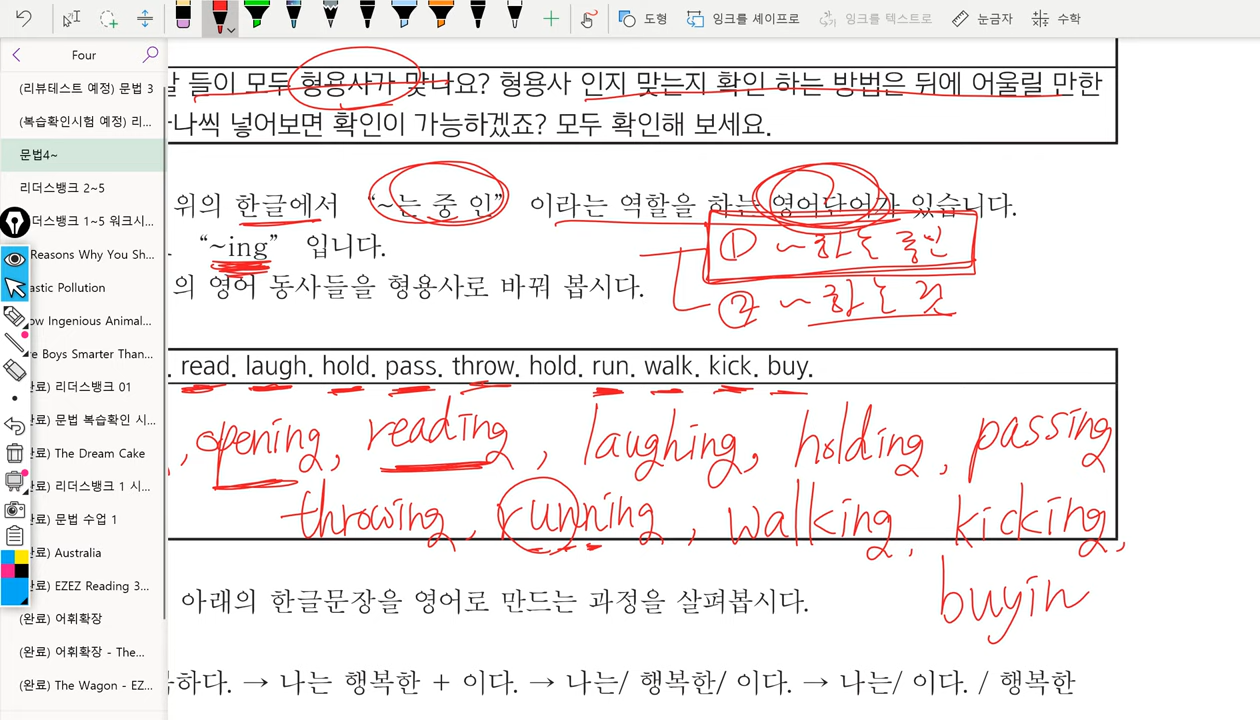 도형 잉크를 셰이프로 잉크를 텍스트로 눈금자 수학
Four
(리뷰테스트 예정) 문법 3
(복습확인시험 예정) 리...
문법4~
리더스뱅크 2~5
더스뱅크 1~5 워크시...
Reasons Why You Sh...
astic Pollution
ow Ingenious Animal...
re Boys Smarter Than...
완료) 리더스뱅크 01
완료) 문법 복습확인 시...
완료) The Dream Cake
완료) 리더스뱅크 1 시...
완료) 문법 수업 1
완료) Australia
완료) EZEZ Reading 3...
(완료) 어휘확장
(완료) 어휘확장 - The...
(완료) The Wagon - EZ...
들이 모두 형용사가 맞나요? 형용사 인지 맞는지 확인 하는 방법은 뒤에 어울릴 만한
나씩 넣어보면 확인이 가능하겠죠? 모두 확인해 보세요.
위의 한글에서 “~는 중 인” 이라는 역할을 하는 영어단어가 있습니다.
“~ing” 입니다.
① ~하는 중인
의 영어 동사들을 형용사로 바꿔 봅시다.
② ~하는 것
. read. laugh. hold. pass. throw. hold. run. walk. kick. buy.
, opening, reading, laughing, holding, passing
throwing, running, walking, kicking,
buyin
아래의 한글문장을 영어로 만드는 과정을 살펴봅시다.
하다. → 나는 행복한 + 이다. → 나는/ 행복한/ 이다. → 나는/ 이다. / 행복한